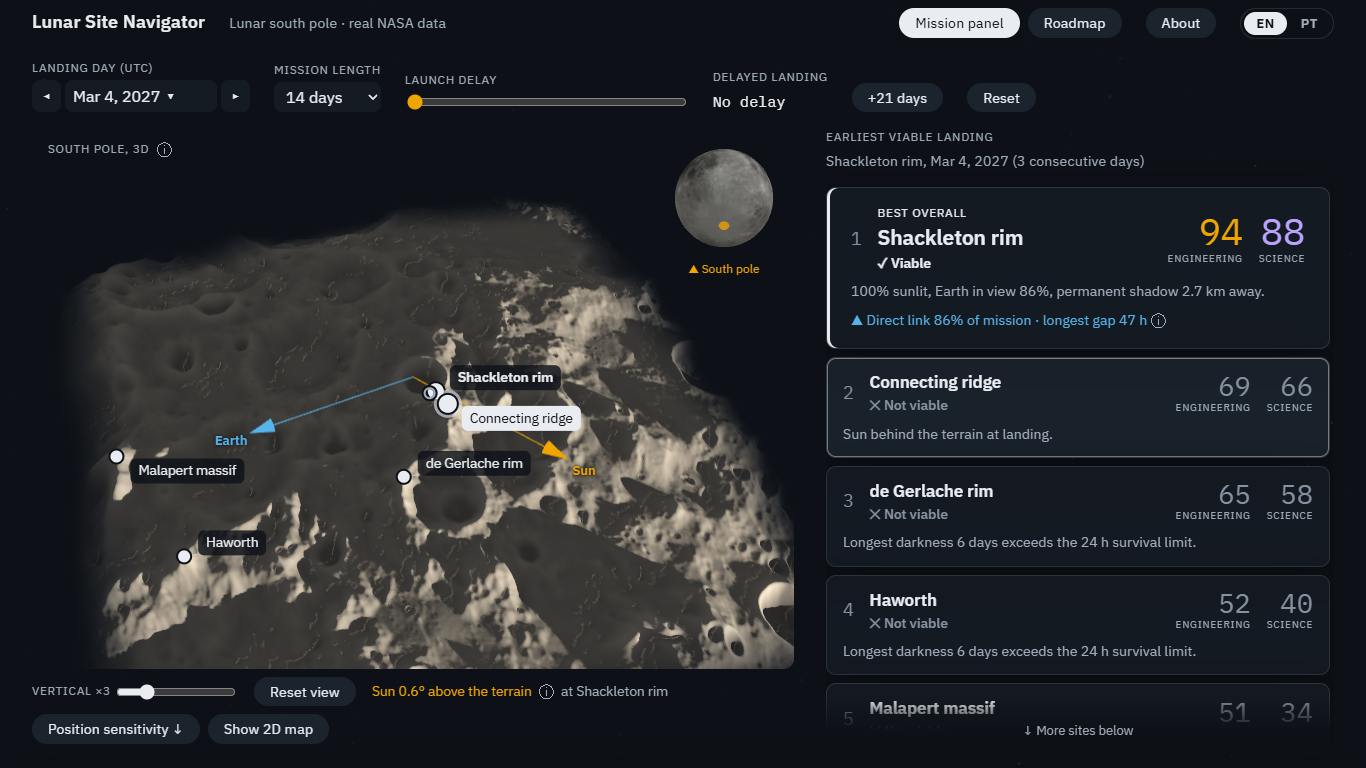 Lunar Site Navigator
Lunar south pole · real NASA data
Mission panel
Roadmap
About
EN
PT
LANDING DAY (UTC)
◂
Mar 4, 2027 ▾
▸
MISSION LENGTH
14 days
LAUNCH DELAY
DELAYED LANDING
No delay
+21 days
Reset
SOUTH POLE, 3D ⓘ
▲ South pole
Shackleton rim
Connecting ridge
Earth
Sun
Malapert massif
de Gerlache rim
Haworth
VERTICAL ×3
Reset view
Sun 0.6° above the terrain ⓘ at Shackleton rim
Position sensitivity ↓
Show 2D map
EARLIEST VIABLE LANDING
Shackleton rim, Mar 4, 2027 (3 consecutive days)
BEST OVERALL
1
Shackleton rim
✓ Viable
94
ENGINEERING
88
SCIENCE
100% sunlit, Earth in view 86%, permanent shadow 2.7 km away.
▲ Direct link 86% of mission · longest gap 47 h ⓘ
2
Connecting ridge
✕ Not viable
69
ENGINEERING
66
SCIENCE
Sun behind the terrain at landing.
3
de Gerlache rim
✕ Not viable
65
ENGINEERING
58
SCIENCE
Longest darkness 6 days exceeds the 24 h survival limit.
4
Haworth
✕ Not viable
52
ENGINEERING
40
SCIENCE
Longest darkness 6 days exceeds the 24 h survival limit.
5
Malapert massif
51
34
↓ More sites below